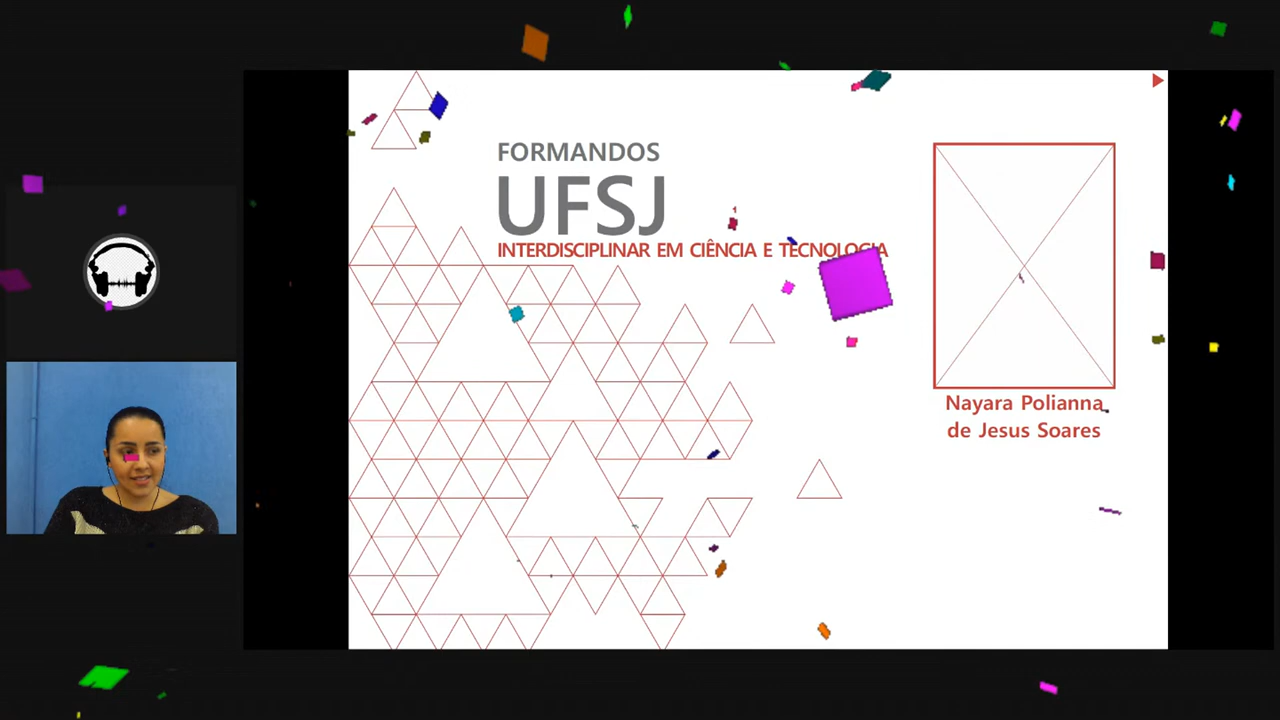 FORMANDOS
UFSJ
INTERDISCIPLINAR EM CIÊNCIA E TECNOLOGIA
Nayara Polianna
de Jesus Soares